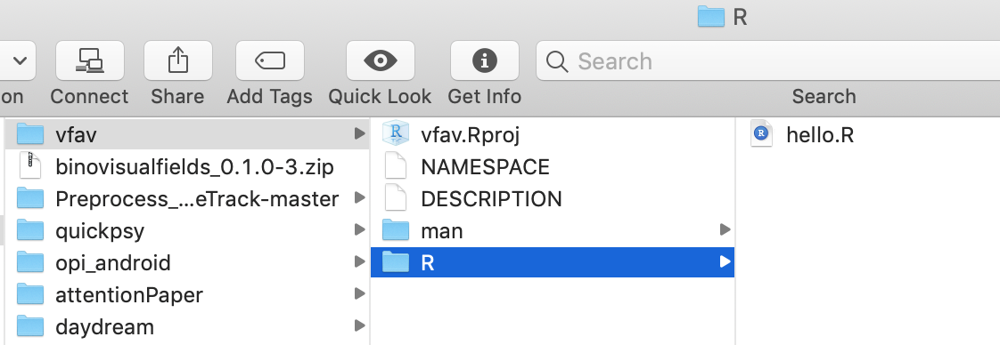 R
on
Connect
Share
Add Tags
Quick Look
Get Info
Search
Search
vfav
binovisualfields_0.1.0-3.zip
Preprocess_...eTrack-master
quickpsy
opi_android
attentionPaper
daydream
vfav.Rproj
NAMESPACE
DESCRIPTION
man
R
hello.R